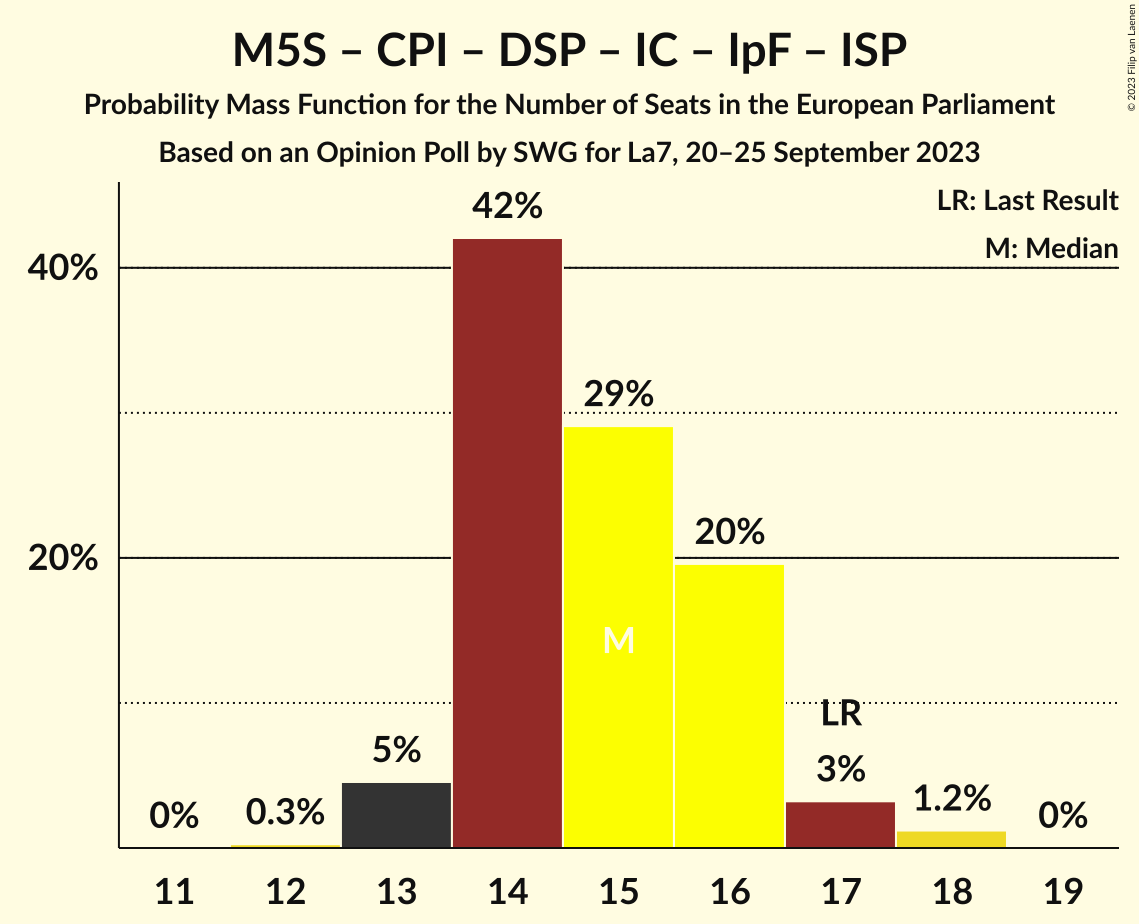 M5S – CPI – DSP – IC – IpF – ISP
Probability Mass Function for the Number of Seats in the European Parliament
Based on an Opinion Poll by SWG for La7, 20–25 September 2023
© 2023 Filip van Laenen
LR: Last Result
M: Median
40%
20%
0%
0.3%
5%
42%
29%
M
20%
LR
3%
1.2%
0%
11 12 13 14 15 16 17 18 19